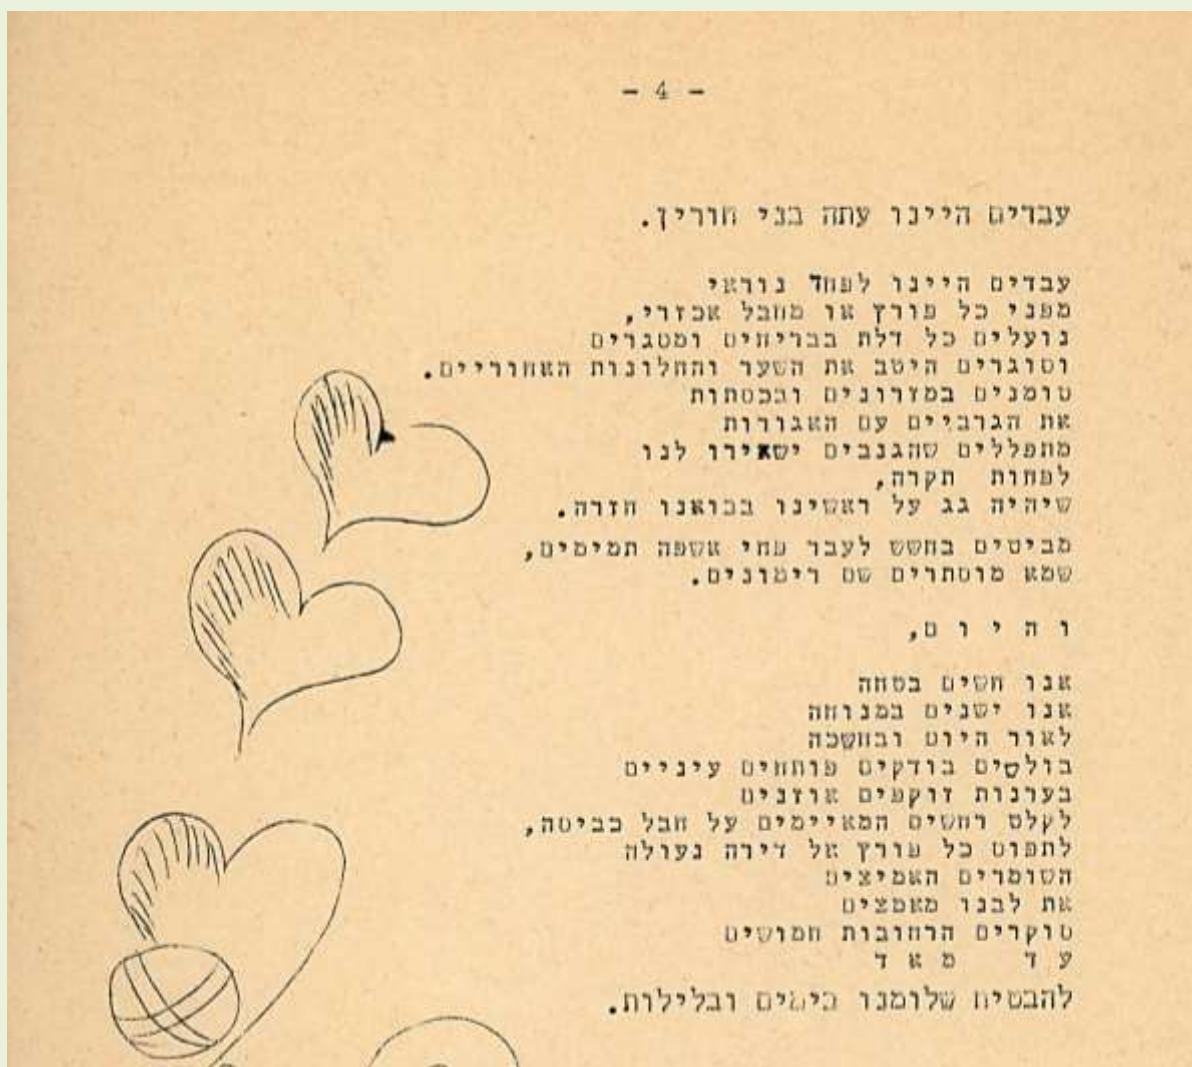 - 4 -
עבדים היינו עתה בני חורין.
עבדים היינו לפחד נוראי
מפני כל פורץ או מחבל אכזרי,
נועלים כל דלת בבריחים ומסגרים
וסוגרים היטב את השער והחלונות האחוריים.
טומנים במזרונים ובכסתות
את הגרביים עם האגורות
מתפללים שהגנבים ישאירו לנו
לפחות תקרה,
שיהיה גג על ראשינו בבואנו חזרה.
מביטים בחשש לעבר פחי אשפה תמימים,
שמא מוסתרים שם רימונים.
ו ה י ו ם,
אנו חשים בטחה
אנו ישנים במנוחה
לאור היום ובחשכה
בולשים בודקים פוחחים עיניים
בערנות זוקפים אוזניים
לקלט רחשים המאיימים על חבל כביסה,
לתפוס כל פורץ אל דירה נעולה
השומרים האמיצים
את לבנו מאמצים
סוקרים הרחובות חמושים
ע ד   מ א ד
להבטיח שלומנו בימים ובלילות.